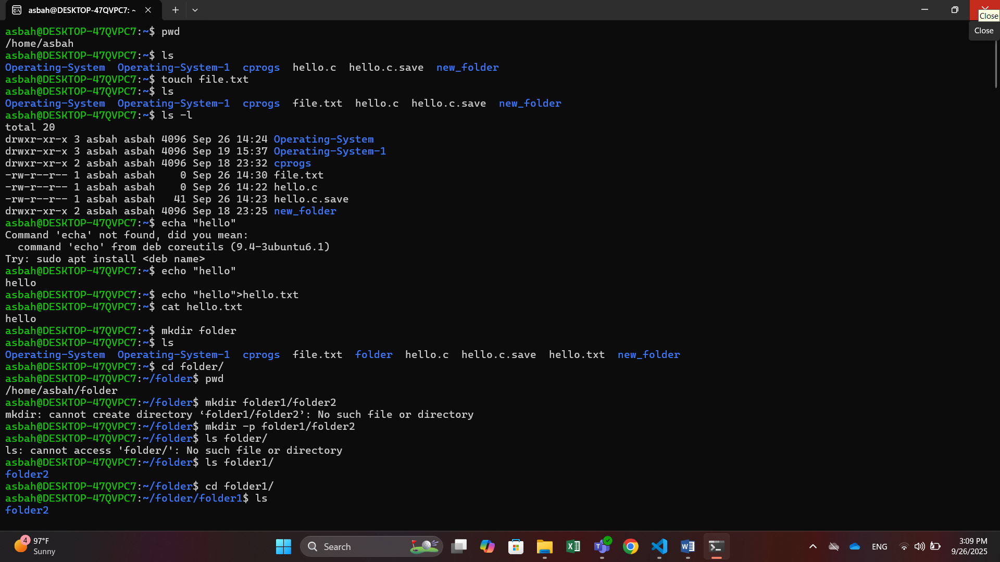 asbah@DESKTOP-47QVPC7: ~
Close
Close
asbah@DESKTOP-47QVPC7:~$ pwd
/home/asbah
asbah@DESKTOP-47QVPC7:~$ ls
Operating-System  Operating-System-1  cprogs  hello.c  hello.c.save  new_folder
asbah@DESKTOP-47QVPC7:~$ touch file.txt
asbah@DESKTOP-47QVPC7:~$ ls
Operating-System  Operating-System-1  cprogs  file.txt  hello.c  hello.c.save  new_folder
asbah@DESKTOP-47QVPC7:~$ ls -l
total 20
drwxr-xr-x 3 asbah asbah 4096 Sep 26 14:24 Operating-System
drwxr-xr-x 3 asbah asbah 4096 Sep 19 15:37 Operating-System-1
drwxr-xr-x 2 asbah asbah 4096 Sep 18 23:32 cprogs
-rw-r--r-- 1 asbah asbah    0 Sep 26 14:30 file.txt
-rw-r--r-- 1 asbah asbah    0 Sep 26 14:22 hello.c
-rw-r--r-- 1 asbah asbah   41 Sep 26 14:23 hello.c.save
drwxr-xr-x 2 asbah asbah 4096 Sep 18 23:25 new_folder
asbah@DESKTOP-47QVPC7:~$ echa "hello"
Command 'echa' not found, did you mean:
  command 'echo' from deb coreutils (9.4-3ubuntu6.1)
Try: sudo apt install <deb name>
asbah@DESKTOP-47QVPC7:~$ echo "hello"
hello
asbah@DESKTOP-47QVPC7:~$ echo "hello">hello.txt
asbah@DESKTOP-47QVPC7:~$ cat hello.txt
hello
asbah@DESKTOP-47QVPC7:~$ mkdir folder
asbah@DESKTOP-47QVPC7:~$ ls
Operating-System  Operating-System-1  cprogs  file.txt  folder  hello.c  hello.c.save  hello.txt  new_folder
asbah@DESKTOP-47QVPC7:~$ cd folder/
asbah@DESKTOP-47QVPC7:~/folder$ pwd
/home/asbah/folder
asbah@DESKTOP-47QVPC7:~/folder$ mkdir folder1/folder2
mkdir: cannot create directory ‘folder1/folder2’: No such file or directory
asbah@DESKTOP-47QVPC7:~/folder$ mkdir -p folder1/folder2
asbah@DESKTOP-47QVPC7:~/folder$ ls folder/
ls: cannot access 'folder/': No such file or directory
asbah@DESKTOP-47QVPC7:~/folder$ ls folder1/
folder2
asbah@DESKTOP-47QVPC7:~/folder$ cd folder1/
asbah@DESKTOP-47QVPC7:~/folder/folder1$ ls
folder2
4
97°F
Sunny
Search
ENG
3:09 PM
9/26/2025